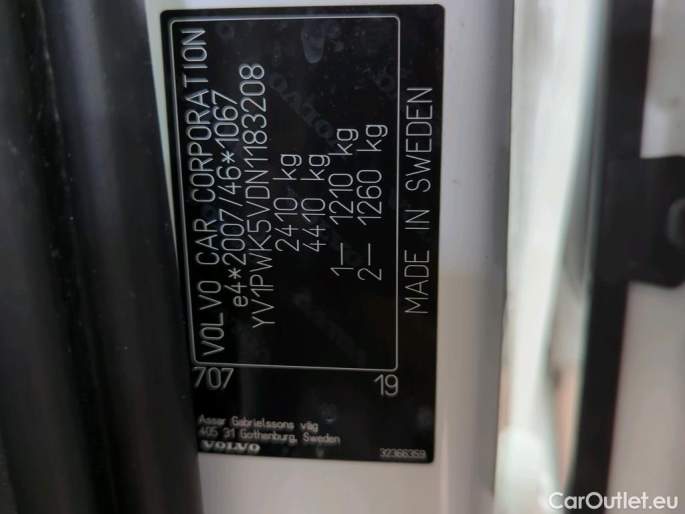 VOLVO CAR CORPORATION
e4*2007/46*1067
YV1PWK5VDN1183208
2410 kg
4410 kg
1– 1210 kg
2– 1260 kg
MADE IN SWEDEN
707
19
Assar Gabrielssons väg
405 31 Gothenburg, Sweden
VOLVO
32366359
CarOutlet.eu